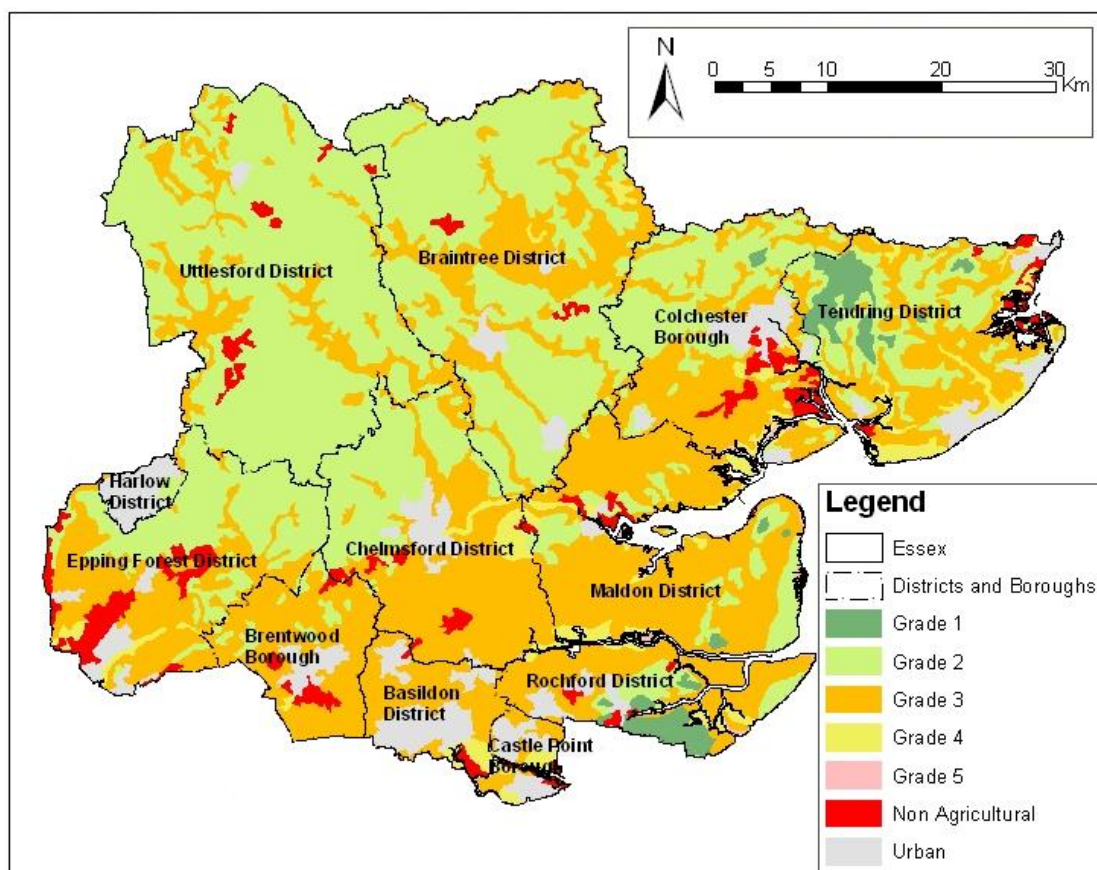 N
0 5 10 20 30
Km
Uttlesford District
Braintree District
Colchester
Borough
Tendring District
Harlow
District
Epping Forest District
Chelmsford District
Maldon District
Brentwood
Borough
Basildon
District
Rochford District
Castle Point
Borough
Legend
Essex
Districts and Boroughs
Grade 1
Grade 2
Grade 3
Grade 4
Grade 5
Non Agricultural
Urban